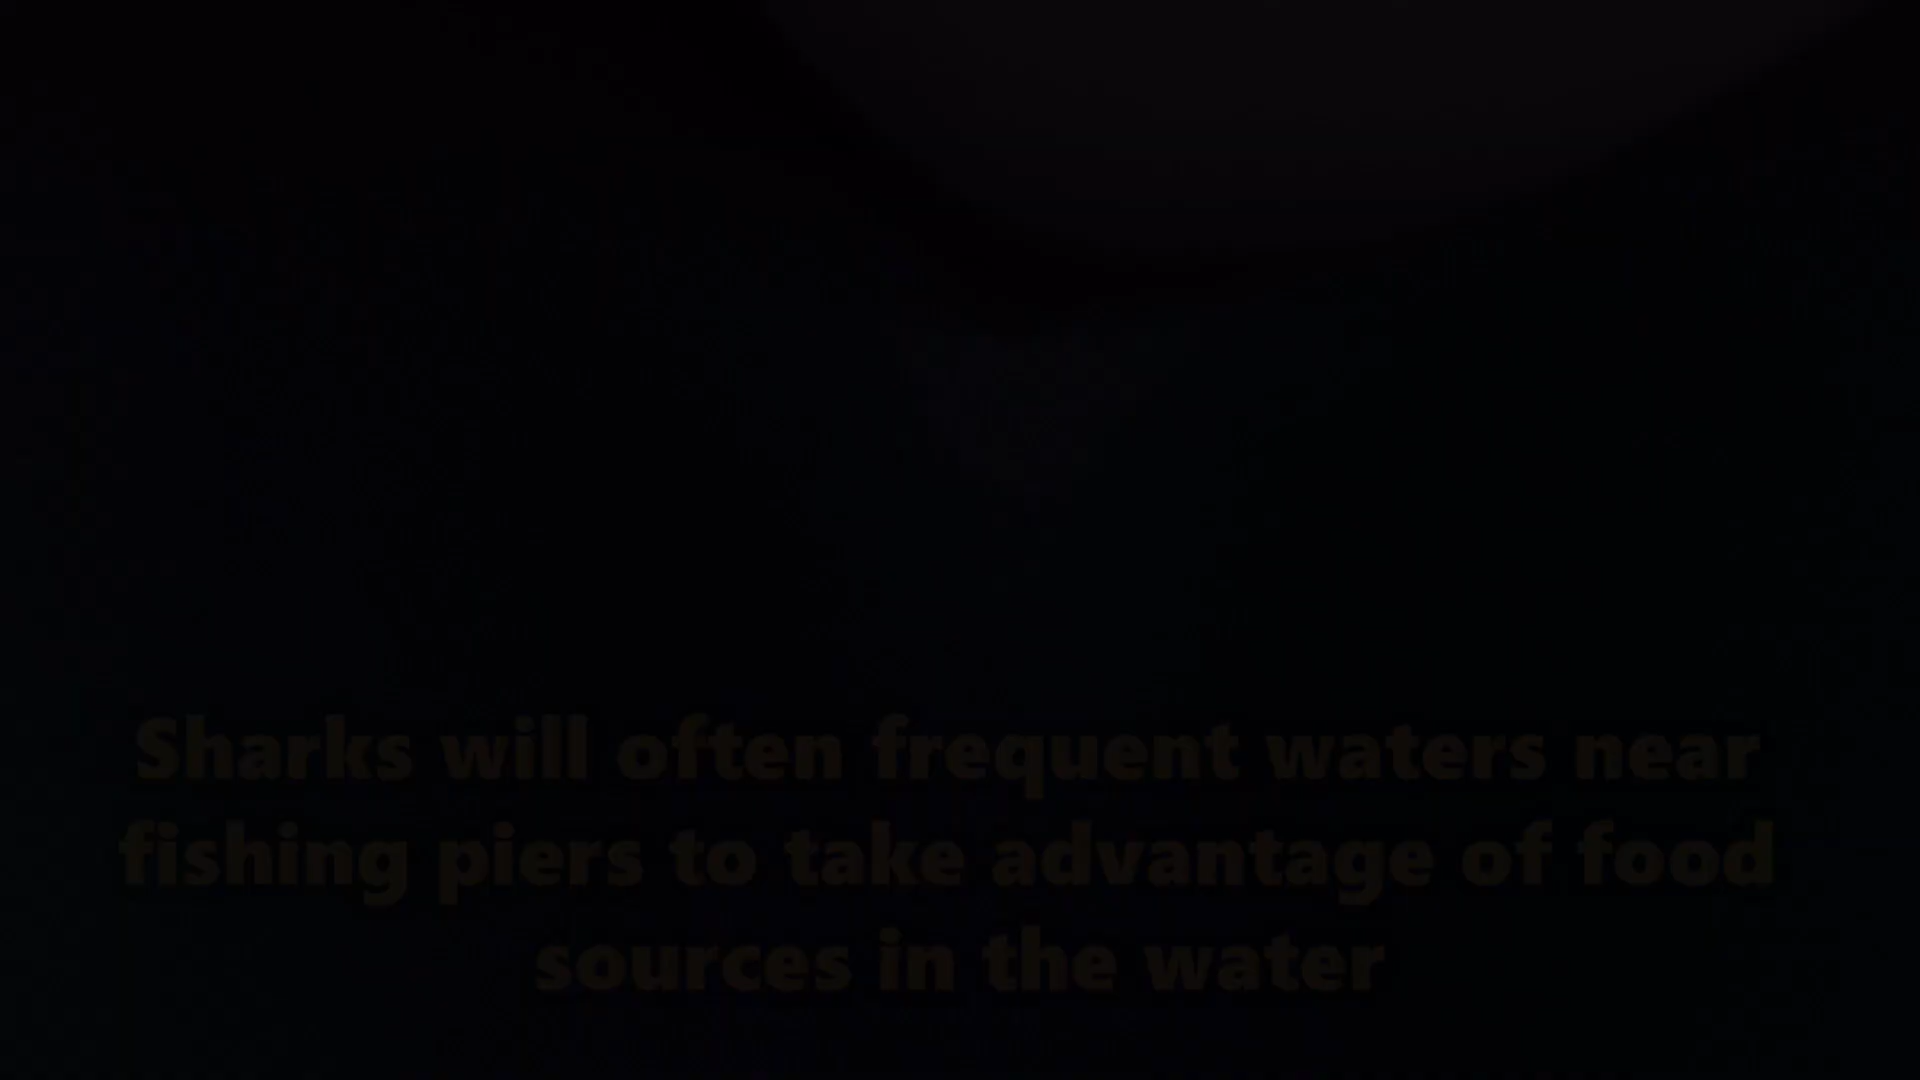 Sharks will often frequent waters near
fishing piers to take advantage of food
sources in the water